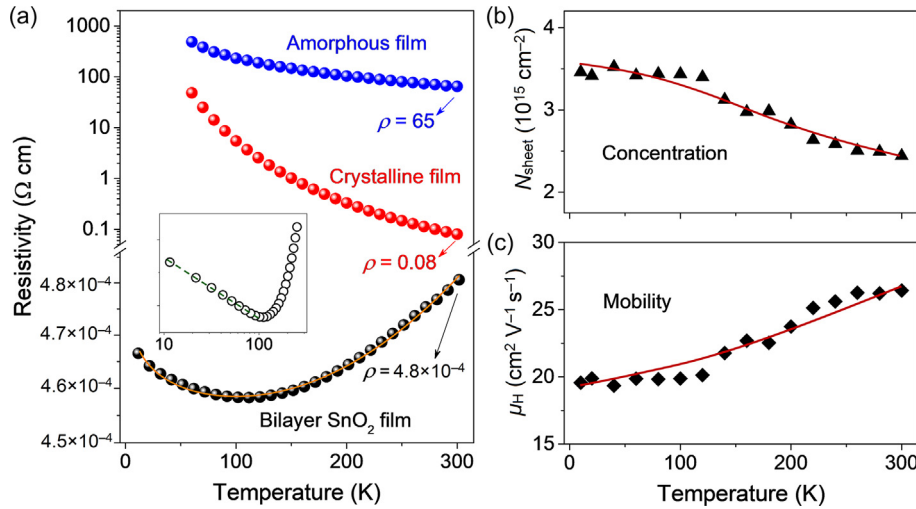 (a)
1000
100
10
1
0.1
4.8×10⁻⁴
4.7×10⁻⁴
4.6×10⁻⁴
4.5×10⁻⁴
Resistivity (Ω cm)
Amorphous film
ρ = 65
Crystalline film
ρ = 0.08
10
100
ρ = 4.8×10⁻⁴
Bilayer SnO₂ film
0
100
200
300
Temperature (K)
(b)
4
3
2
N_sheet (10¹⁵ cm⁻²)
Concentration
(c)
30
25
20
15
μ_H (cm² V⁻¹ s⁻¹)
Mobility
0
100
200
300
Temperature (K)